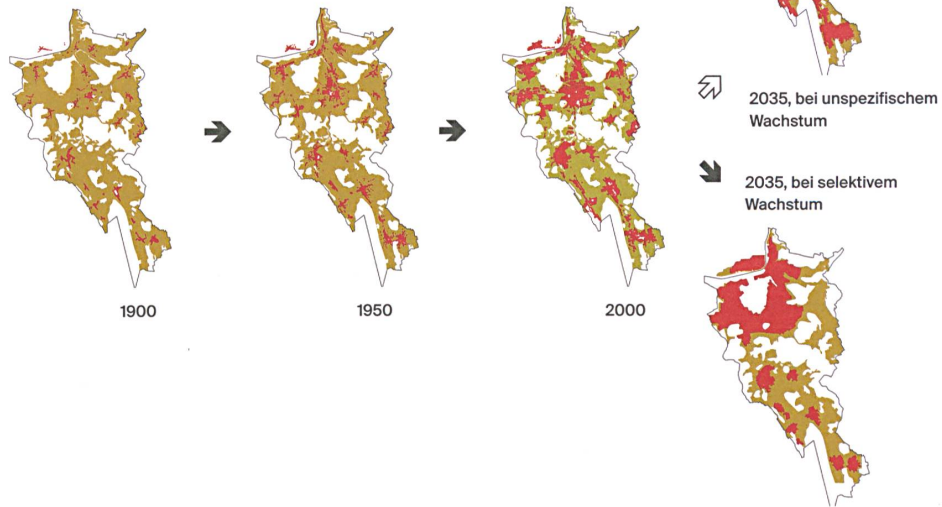 2035, bei unspezifischem
Wachstum
2035, bei selektivem
Wachstum
1900
1950
2000